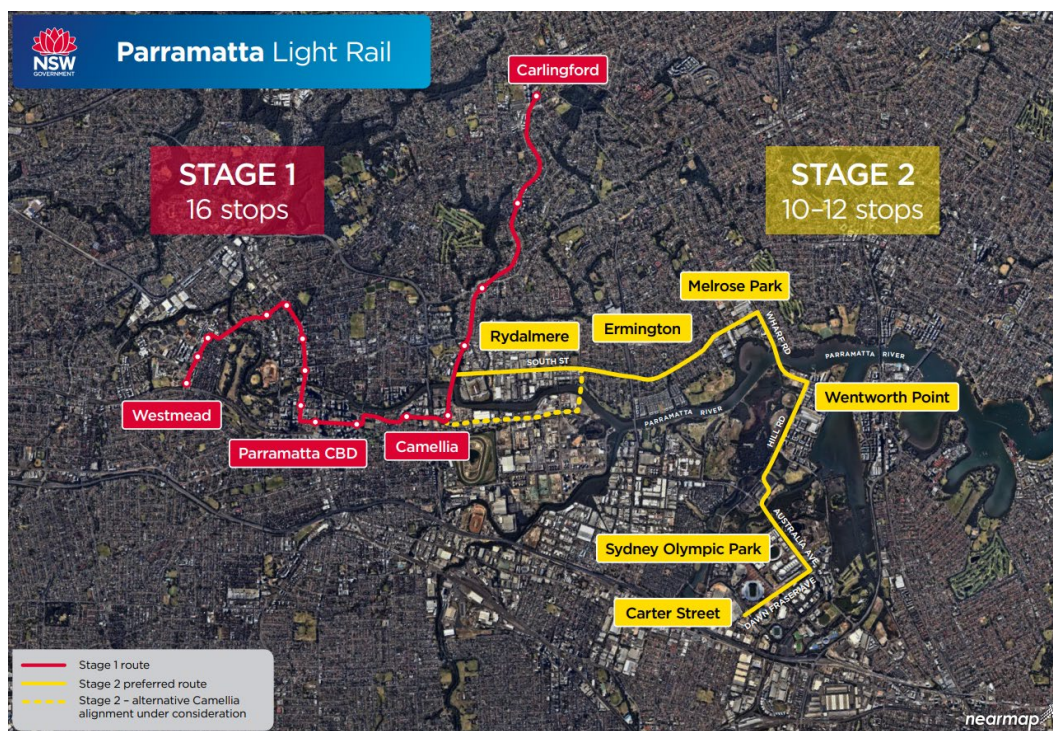 NSW
GOVERNMENT
Parramatta Light Rail
Carlingford
STAGE 1
16 stops
STAGE 2
10–12 stops
Melrose Park
Ermington
Rydalmere
WHARF RD
SOUTH ST
PARRAMATTA RIVER
Westmead
Wentworth Point
PARRAMATTA RIVER
HILL RD
Parramatta CBD
Camellia
AUSTRALIA AVE
Sydney Olympic Park
Carter Street
DAWN FRASER AVE
Stage 1 route
Stage 2 preferred route
Stage 2 – alternative Camellia
alignment under consideration
nearmap